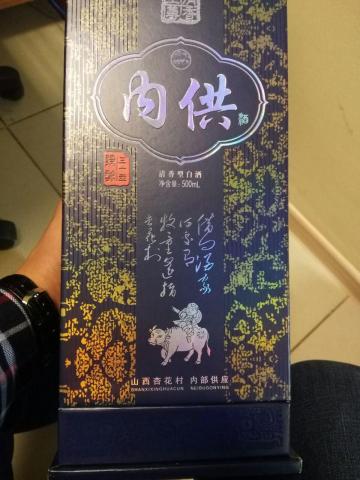 内供
酒
清香型白酒
净含量:500mL
借问酒家
何处有
牧童遥指
杏花村
山西杏花村 内部供应
SHANXIXINGHUACUN NEIBUGONGYING